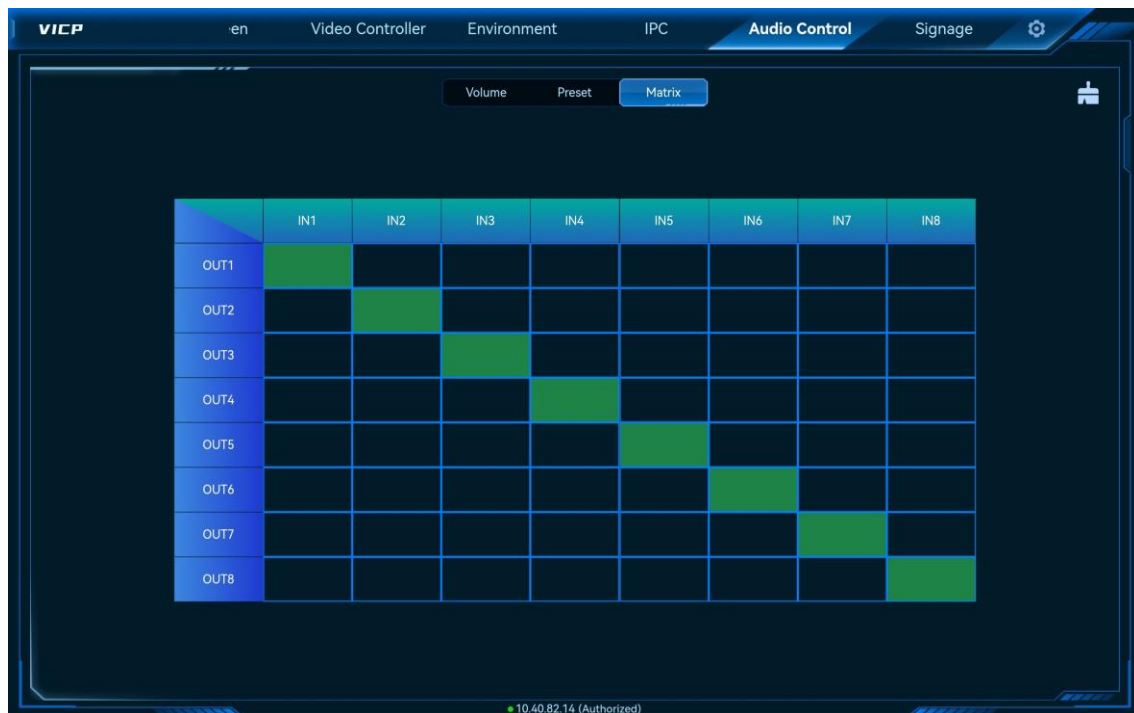 VICP en Video Controller Environment IPC Audio Control Signage
Volume Preset Matrix
IN1 IN2 IN3 IN4 IN5 IN6 IN7 IN8
OUT1
OUT2
OUT3
OUT4
OUT5
OUT6
OUT7
OUT8
10.40.82.14 (Authorized)